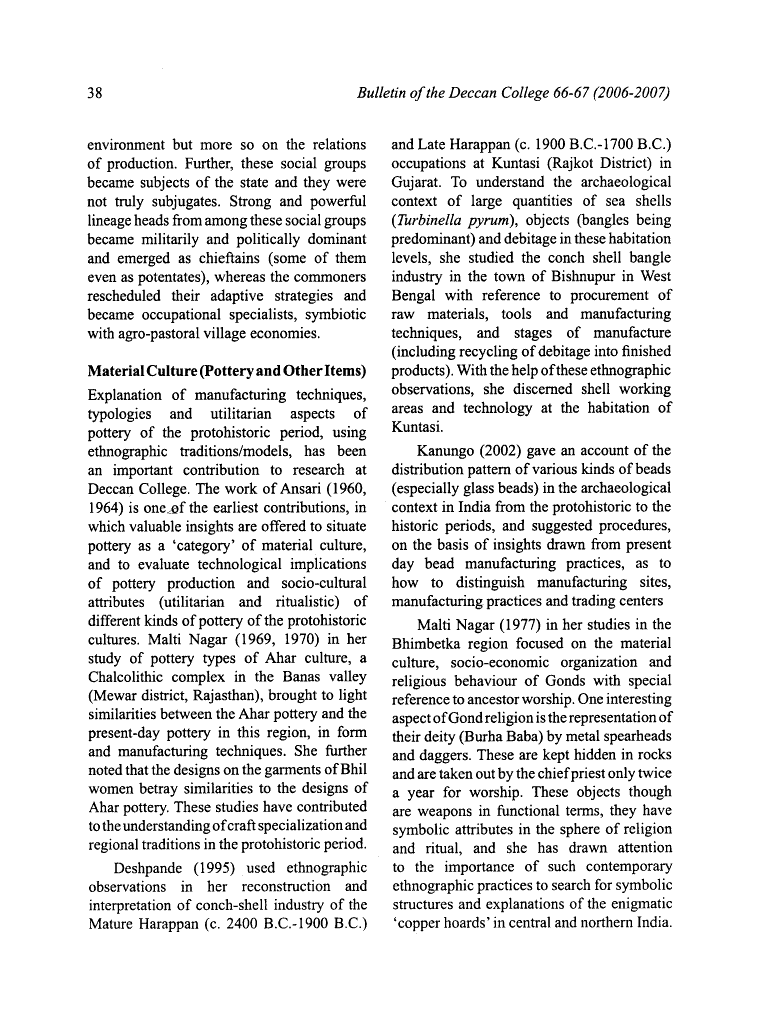 38
Bulletin of the Deccan College 66-67 (2006-2007)
environment but more so on the relations
of production. Further, these social groups
became subjects of the state and they were
not truly subjugates. Strong and powerful
lineage heads from among these social groups
became militarily and politically dominant
and emerged as chieftains (some of them
even as potentates), whereas the commoners
rescheduled their adaptive strategies and
became occupational specialists, symbiotic
with agro-pastoral village economies.
Material Culture (Pottery and Other Items)
Explanation of manufacturing techniques,
typologies and utilitarian aspects of
pottery of the protohistoric period, using
ethnographic traditions/models, has been
an important contribution to research at
Deccan College. The work of Ansari (1960,
1964) is one of the earliest contributions, in
which valuable insights are offered to situate
pottery as a ‘category’ of material culture,
and to evaluate technological implications
of pottery production and socio-cultural
attributes (utilitarian and ritualistic) of
different kinds of pottery of the protohistoric
cultures. Malti Nagar (1969, 1970) in her
study of pottery types of Ahar culture, a
Chalcolithic complex in the Banas valley
(Mewar district, Rajasthan), brought to light
similarities between the Ahar pottery and the
present-day pottery in this region, in form
and manufacturing techniques. She further
noted that the designs on the garments of Bhil
women betray similarities to the designs of
Ahar pottery. These studies have contributed
to the understanding of craft specialization and
regional traditions in the protohistoric period.
Deshpande (1995) used ethnographic
observations in her reconstruction and
interpretation of conch-shell industry of the
Mature Harappan (c. 2400 B.C.-1900 B.C.)
and Late Harappan (c. 1900 B.C.-1700 B.C.)
occupations at Kuntasi (Rajkot District) in
Gujarat. To understand the archaeological
context of large quantities of sea shells
(Turbinella pyrum), objects (bangles being
predominant) and debitage in these habitation
levels, she studied the conch shell bangle
industry in the town of Bishnupur in West
Bengal with reference to procurement of
raw materials, tools and manufacturing
techniques, and stages of manufacture
(including recycling of debitage into finished
products). With the help of these ethnographic
observations, she discerned shell working
areas and technology at the habitation of
Kuntasi.
Kanungo (2002) gave an account of the
distribution pattern of various kinds of beads
(especially glass beads) in the archaeological
context in India from the protohistoric to the
historic periods, and suggested procedures,
on the basis of insights drawn from present
day bead manufacturing practices, as to
how to distinguish manufacturing sites,
manufacturing practices and trading centers
Malti Nagar (1977) in her studies in the
Bhimbetka region focused on the material
culture, socio-economic organization and
religious behaviour of Gonds with special
reference to ancestor worship. One interesting
aspect of Gond religion is the representation of
their deity (Burha Baba) by metal spearheads
and daggers. These are kept hidden in rocks
and are taken out by the chief priest only twice
a year for worship. These objects though
are weapons in functional terms, they have
symbolic attributes in the sphere of religion
and ritual, and she has drawn attention
to the importance of such contemporary
ethnographic practices to search for symbolic
structures and explanations of the enigmatic
‘copper hoards’ in central and northern India.